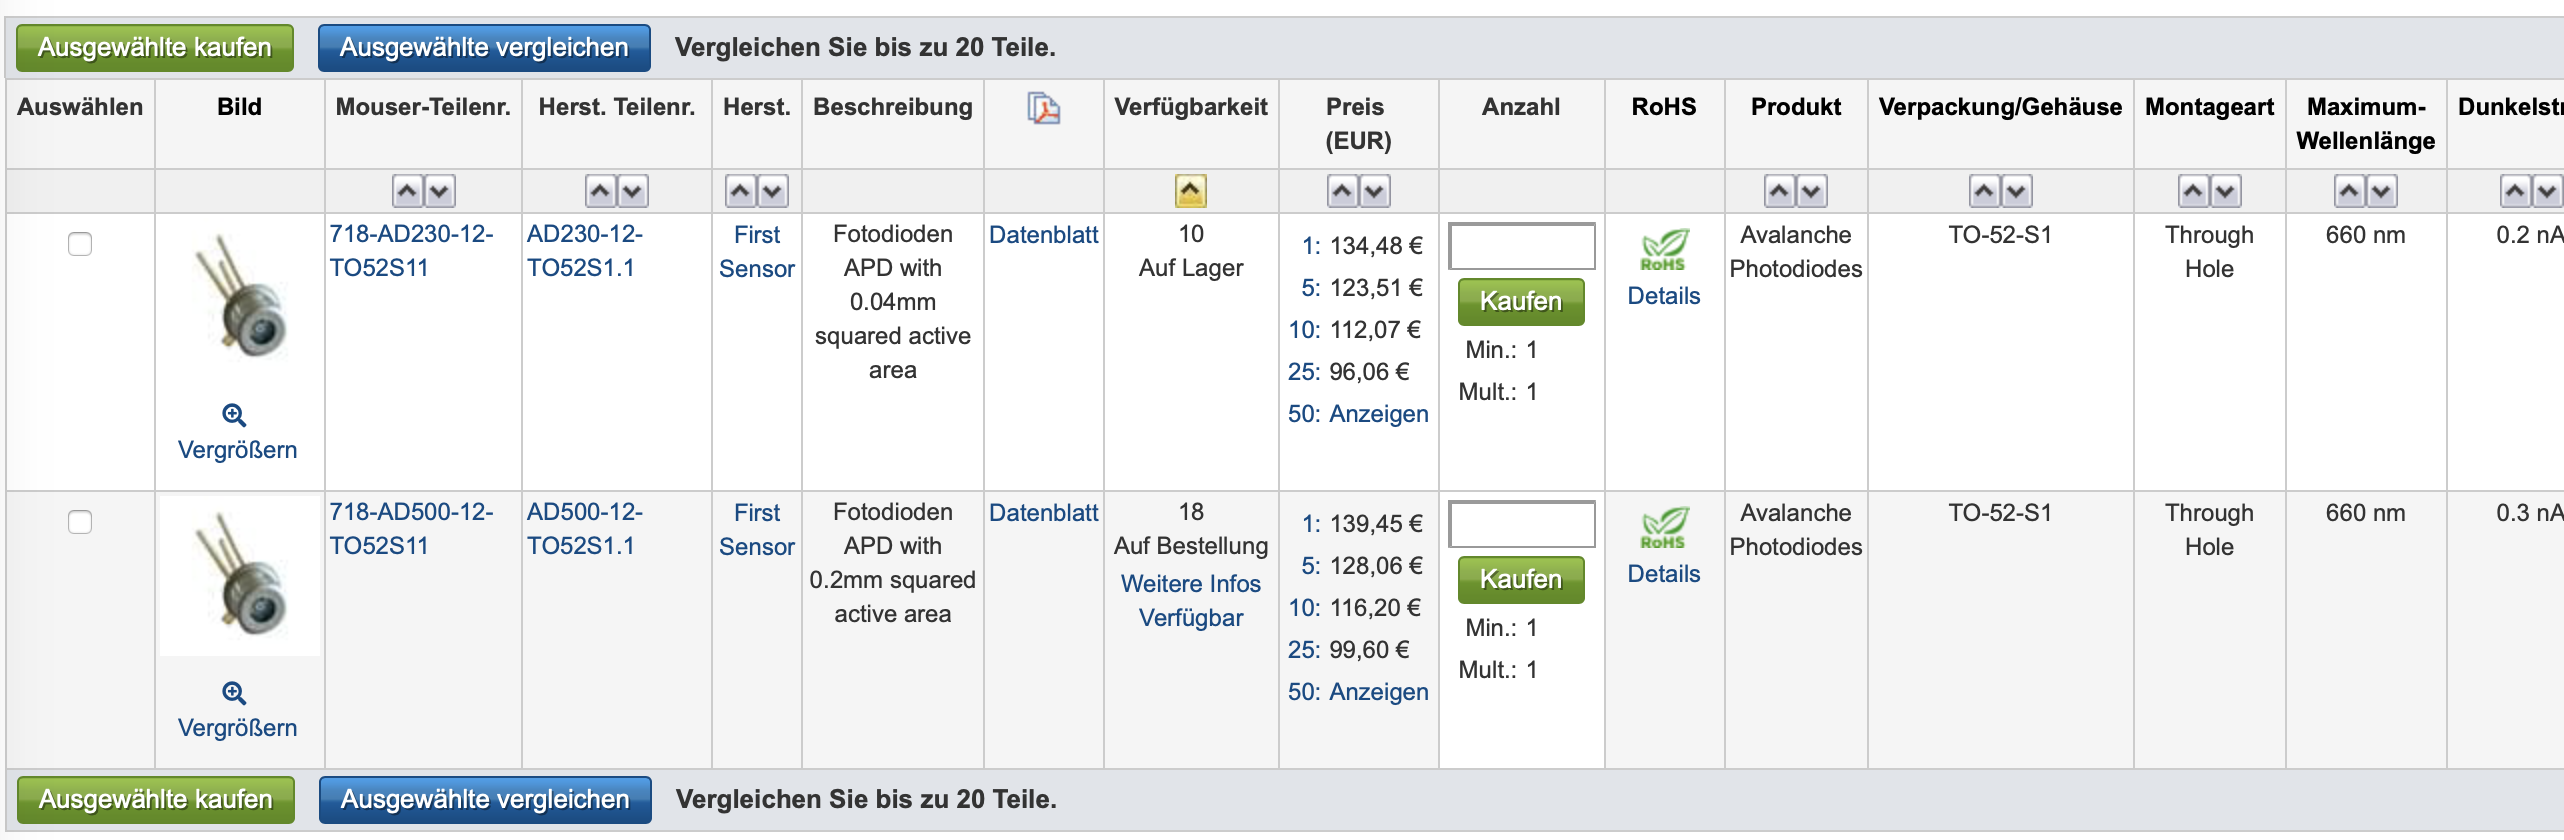 Ausgewählte kaufen Ausgewählte vergleichen Vergleichen Sie bis zu 20 Teile.
Auswählen Bild Mouser-Teilenr. Herst. Teilenr. Herst. Beschreibung Verfügbarkeit Preis (EUR) Anzahl RoHS Produkt Verpackung/Gehäuse Montageart Maximum-Wellenlänge Dunkelstr
718-AD230-12-
TO52S11
AD230-12-
TO52S1.1
First
Sensor
Fotodioden
APD with
0.04mm
squared active
area
Datenblatt
10
Auf Lager
1: 134,48 €
5: 123,51 €
10: 112,07 €
25: 96,06 €
50: Anzeigen
Kaufen
Min.: 1
Mult.: 1
RoHS
Details
Avalanche
Photodiodes
TO-52-S1
Through
Hole
660 nm
0.2 nA
Vergrößern
718-AD500-12-
TO52S11
AD500-12-
TO52S1.1
First
Sensor
Fotodioden
APD with
0.2mm squared
active area
Datenblatt
18
Auf Bestellung
Weitere Infos
Verfügbar
1: 139,45 €
5: 128,06 €
10: 116,20 €
25: 99,60 €
50: Anzeigen
Kaufen
Min.: 1
Mult.: 1
RoHS
Details
Avalanche
Photodiodes
TO-52-S1
Through
Hole
660 nm
0.3 nA
Vergrößern
Ausgewählte kaufen Ausgewählte vergleichen Vergleichen Sie bis zu 20 Teile.